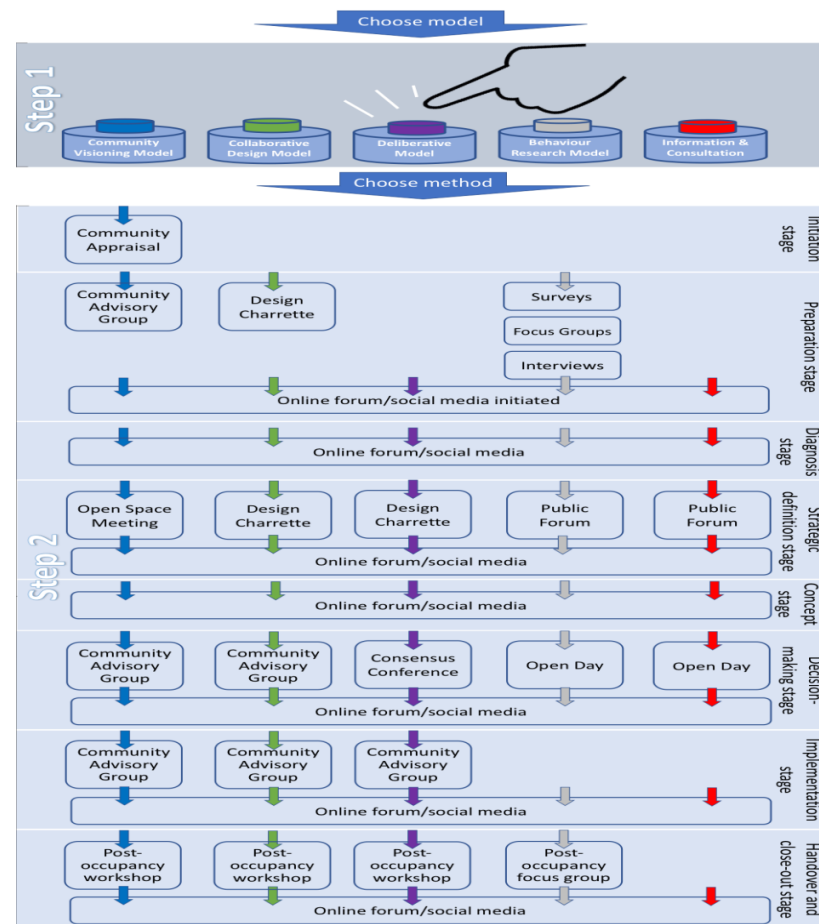 Choose model
Step 1
Community
Visioning Model
Collaborative
Design Model
Deliberative
Model
Behaviour
Research Model
Information &
Consultation
Choose method
Step 2
Initiation
stage
Community
Appraisal
Preparation stage
Community
Advisory
Group
Design
Charrette
Surveys
Focus Groups
Interviews
Online forum/social media initiated
Diagnosis
stage
Online forum/social media
Strategic
definition stage
Open Space
Meeting
Design
Charrette
Design
Charrette
Public
Forum
Public
Forum
Online forum/social media
Concept
stage
Online forum/social media
Decision-
making stage
Community
Advisory
Group
Community
Advisory
Group
Consensus
Conference
Open Day
Open Day
Online forum/social media
Implementation
stage
Community
Advisory
Group
Community
Advisory
Group
Community
Advisory
Group
Online forum/social media
Handover and
close-out stage
Post-
occupancy
workshop
Post-
occupancy
workshop
Post-
occupancy
workshop
Post-
occupancy
focus group
Online forum/social media